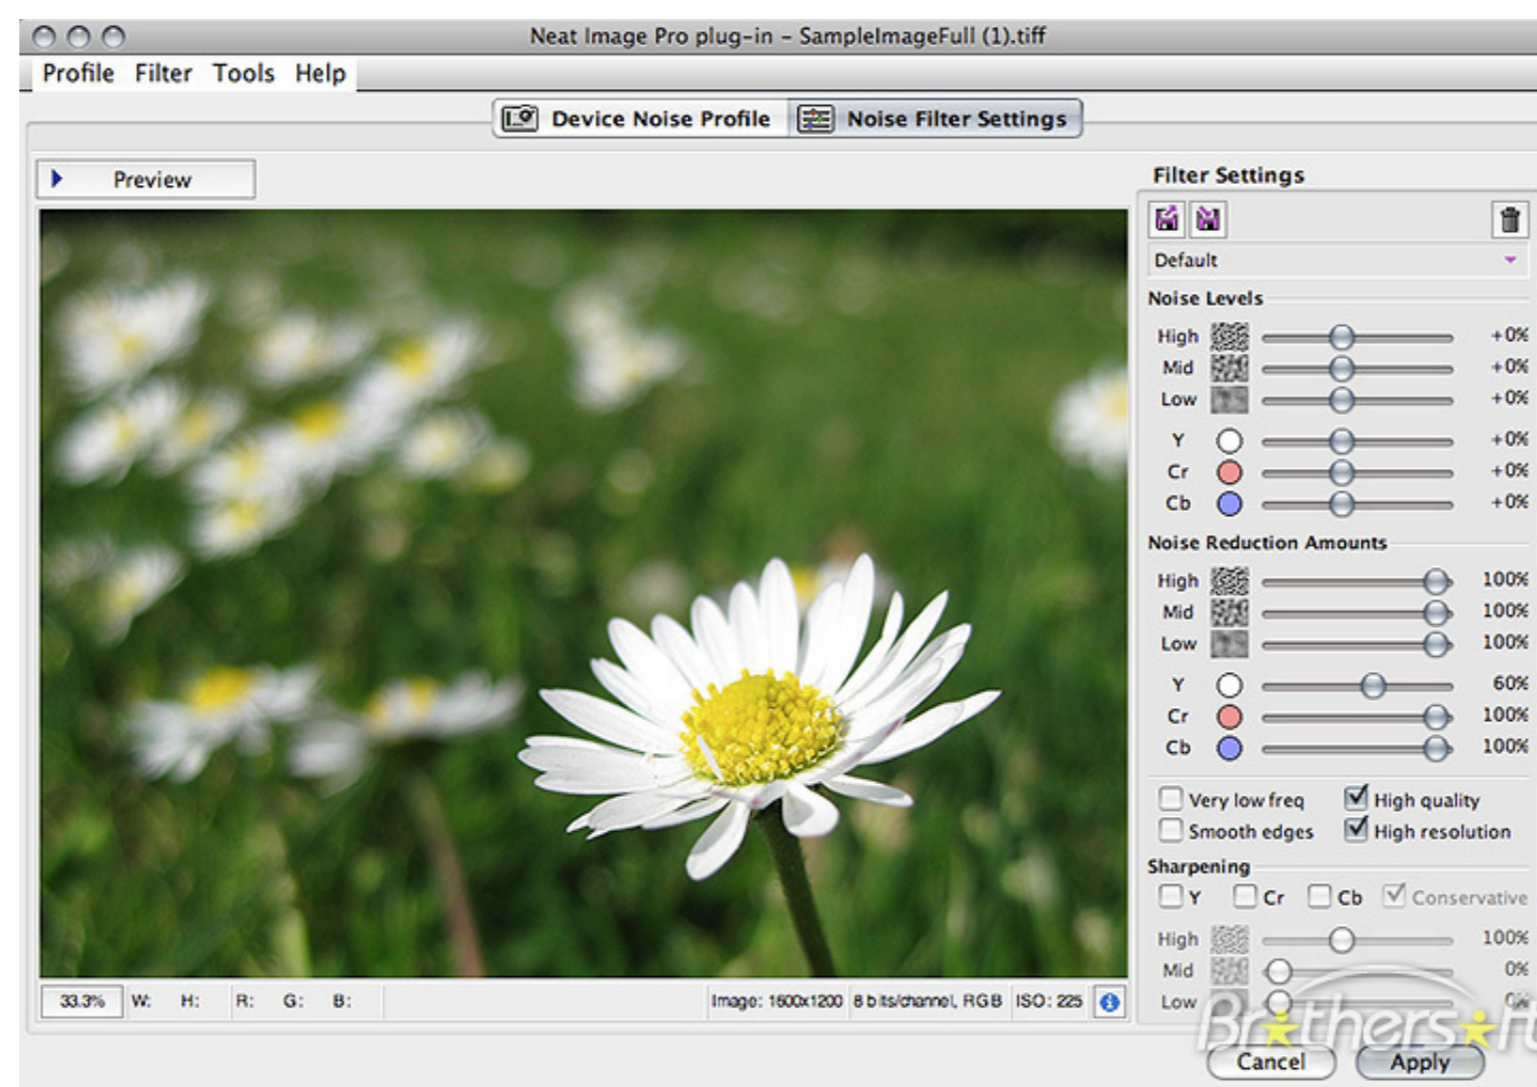 Neat Image Pro plug-in – SampleImageFull (1).tiff
Profile Filter Tools Help
Device Noise Profile Noise Filter Settings
Preview
Filter Settings
Default
Noise Levels
High +0%
Mid +0%
Low +0%
Y +0%
Cr +0%
Cb +0%
Noise Reduction Amounts
High 100%
Mid 100%
Low 100%
Y 60%
Cr 100%
Cb 100%
Very low freq High quality
Smooth edges High resolution
Sharpening
Y Cr Cb Conservative
High 100%
Mid 0%
Low 0%
33.3% W: H: R: G: B: Image: 1600x1200 8 bits/channel, RGB ISO: 225
Br★thers★ft
Cancel Apply